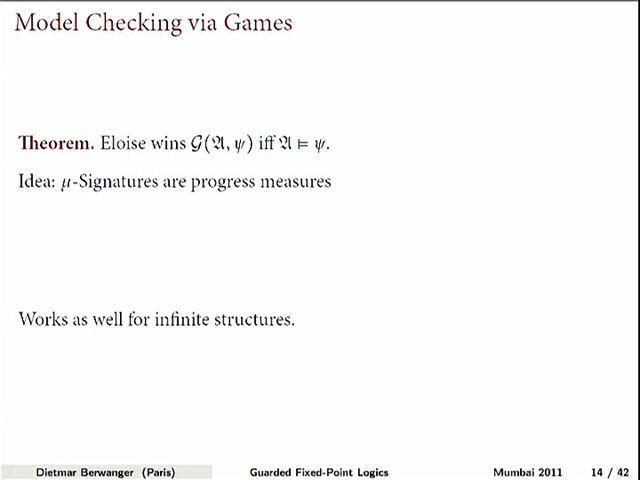 Model Checking via Games
Theorem. Eloise wins 𝒢(𝔄, ψ) iff 𝔄 ⊨ ψ.
Idea: μ-Signatures are progress measures
Works as well for infinite structures.
Dietmar Berwanger (Paris) Guarded Fixed-Point Logics Mumbai 2011 14 / 42